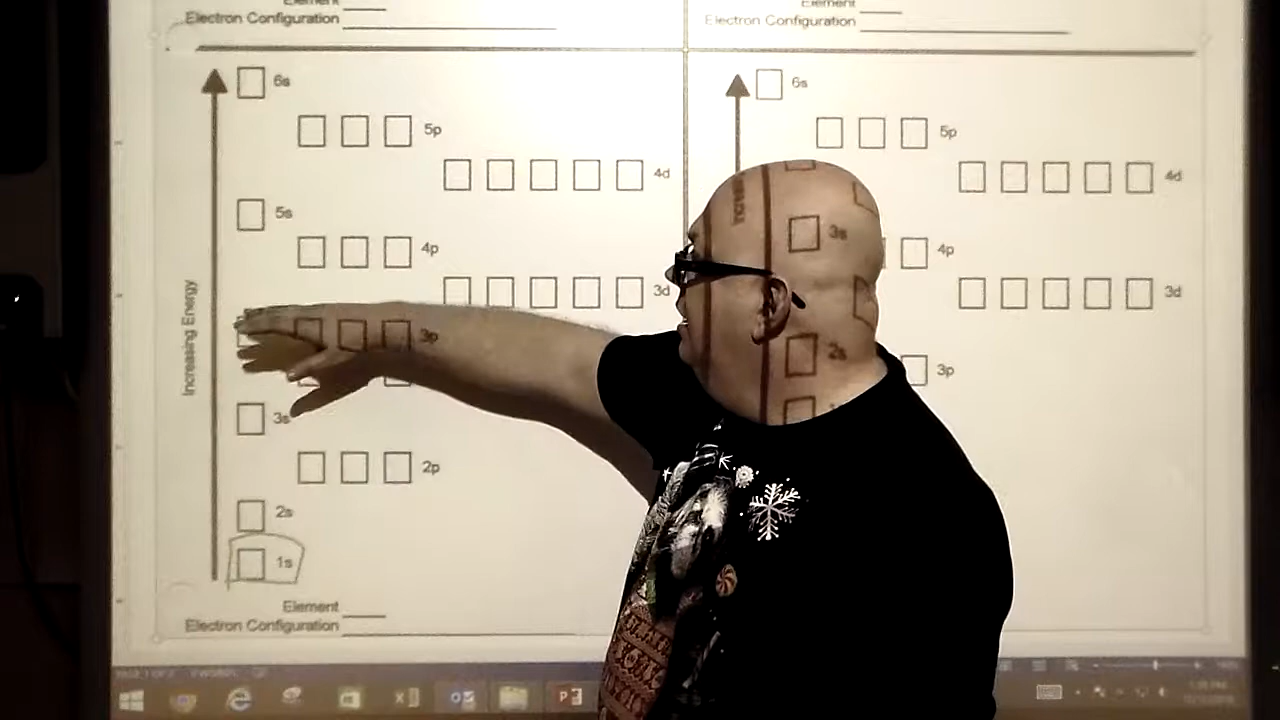 Element
Electron Configuration
6s
5p
4d
5s
4p
3d
3p
3s
2p
2s
1s
Increasing Energy
Element
Electron Configuration
Element
Electron Configuration
6s
5p
4d
4p
3d
3p
3s
2s